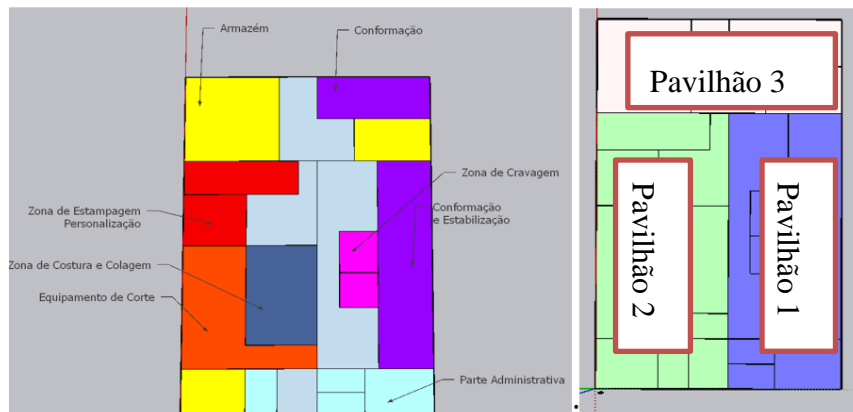 Armazém
Conformação
Zona de Cravagem
Zona de Estampagem
Personalização
Conformação
e Estabilização
Zona de Costura e Colagem
Equipamento de Corte
Parte Administrativa
Pavilhão 3
Pavilhão 2
Pavilhão 1